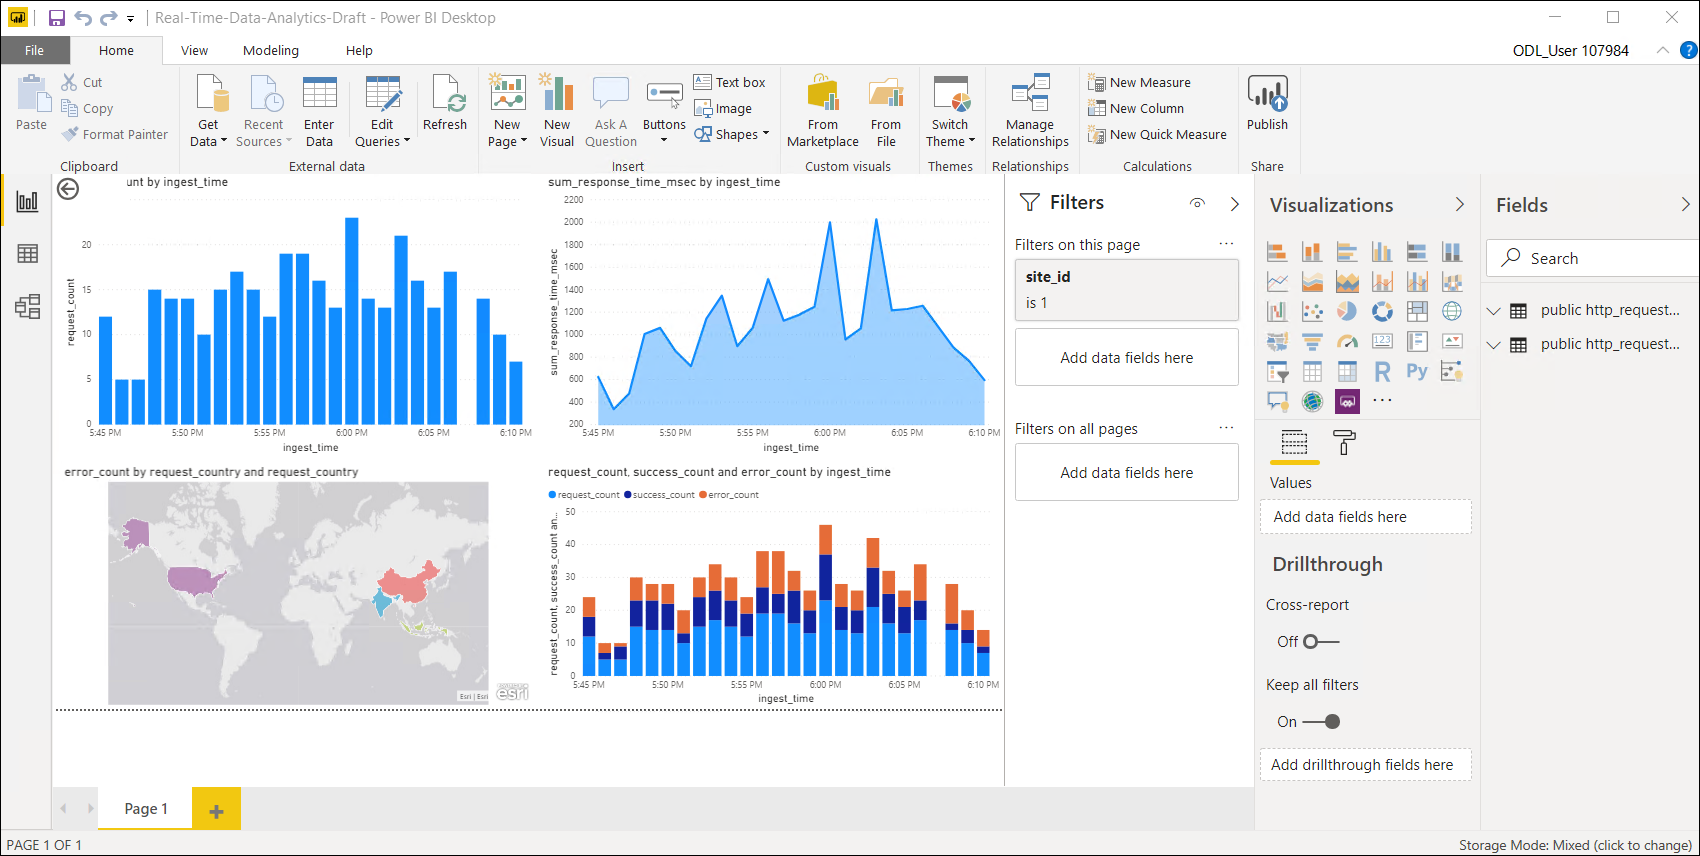 Real-Time-Data-Analytics-Draft - Power BI Desktop
File Home View Modeling Help ODL_User 107984
Paste
Cut
Copy
Format Painter
Clipboard
Get Data
Recent Sources
Enter Data
Edit Queries
Refresh
External data
New Page
New Visual
Ask A Question
Buttons
Text box
Image
Shapes
Insert
From Marketplace
From File
Custom visuals
Switch Theme
Themes
Manage Relationships
Relationships
New Measure
New Column
New Quick Measure
Calculations
Publish
Share
unt by ingest_time
request_count
20
15
10
5
0
5:45 PM 5:50 PM 5:55 PM 6:00 PM 6:05 PM 6:10 PM
ingest_time
sum_response_time_msec by ingest_time
sum_response_time_msec
2200
2000
1800
1600
1400
1200
1000
800
600
400
200
5:45 PM 5:50 PM 5:55 PM 6:00 PM 6:05 PM 6:10 PM
ingest_time
error_count by request_country and request_country
Esri | Esri
esri
request_count, success_count and error_count by ingest_time
request_count success_count error_count
request_count, success_count an...
50
40
30
20
10
0
5:45 PM 5:50 PM 5:55 PM 6:00 PM 6:05 PM 6:10 PM
ingest_time
Filters
Filters on this page ...
site_id
is 1
Add data fields here
Filters on all pages ...
Add data fields here
Visualizations
123
R Py
...
Values
Add data fields here
Drillthrough
Cross-report
Off
Keep all filters
On
Add drillthrough fields here
Fields
Search
public http_request...
public http_request...
Page 1
PAGE 1 OF 1
Storage Mode: Mixed (click to change)